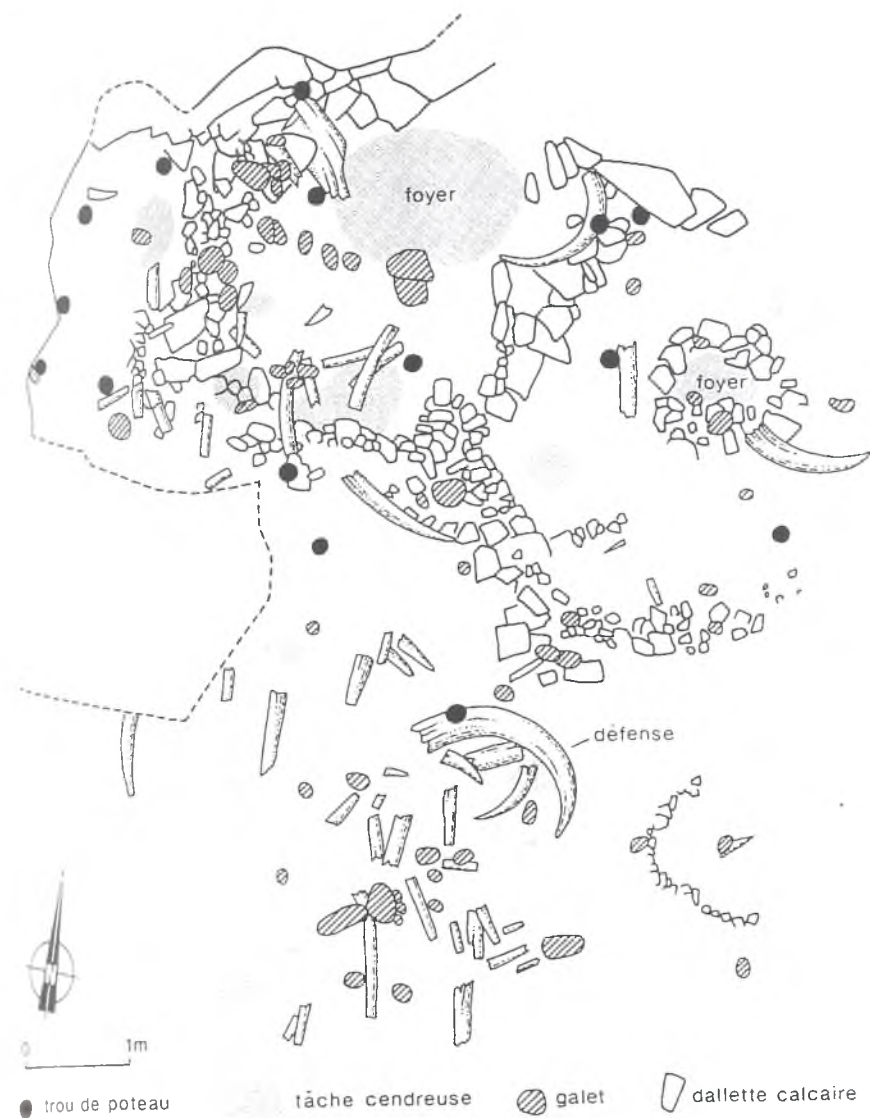 foyer
foyer
défense
0 1m
trou de poteau
tâche cendreuse
galet
dallette calcaire